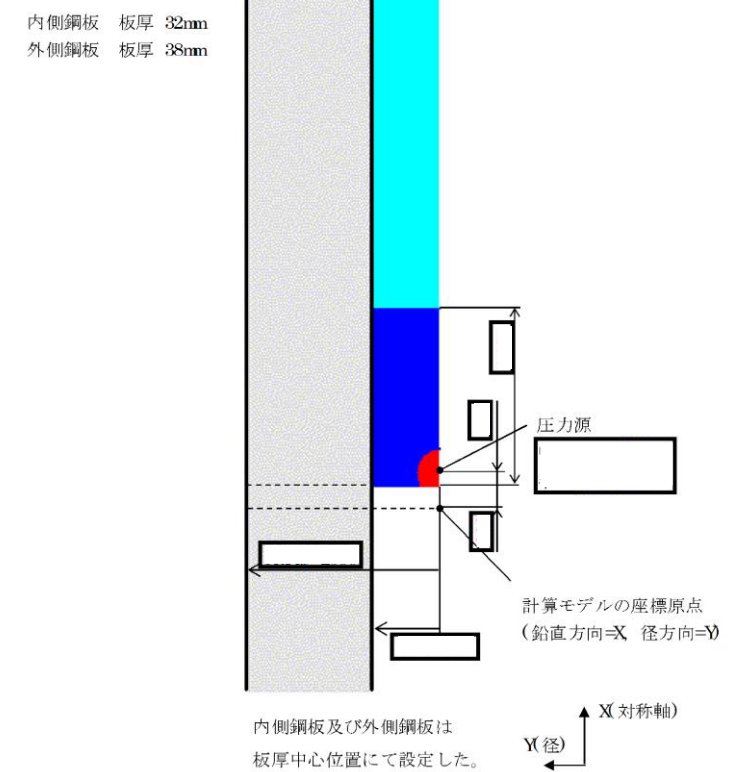 内側鋼板 板厚 32mm
外側鋼板 板厚 38mm
圧力源
計算モデルの座標原点
(鉛直方向=X, 径方向=Y)
内側鋼板及び外側鋼板は
板厚中心位置にて設定した。
X(対称軸)
Y(径)